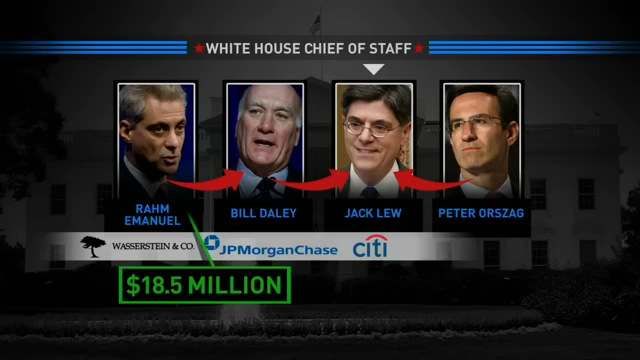 WHITE HOUSE CHIEF OF STAFF
RAHM
EMANUEL
BILL DALEY
JACK LEW
PETER ORSZAG
WASSERSTEIN & CO.
JPMorganChase
citi
$18.5 MILLION